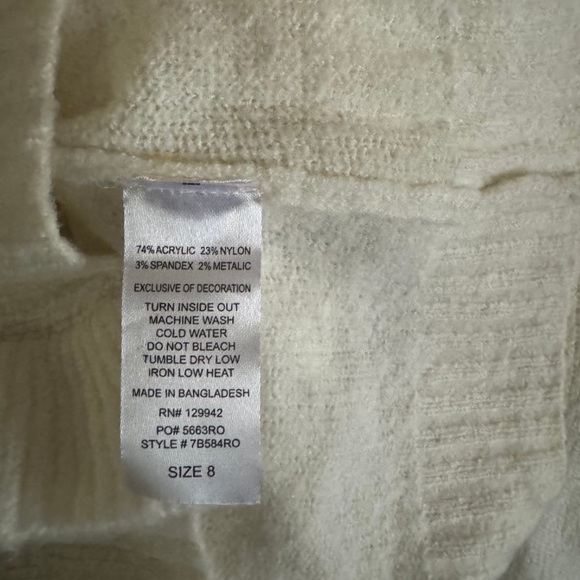 74% ACRYLIC 23% NYLON
3% SPANDEX 2% METALIC
EXCLUSIVE OF DECORATION
TURN INSIDE OUT
MACHINE WASH
COLD WATER
DO NOT BLEACH
TUMBLE DRY LOW
IRON LOW HEAT
MADE IN BANGLADESH
RN# 129942
PO# 5663RO
STYLE # 7B584RO
SIZE 8